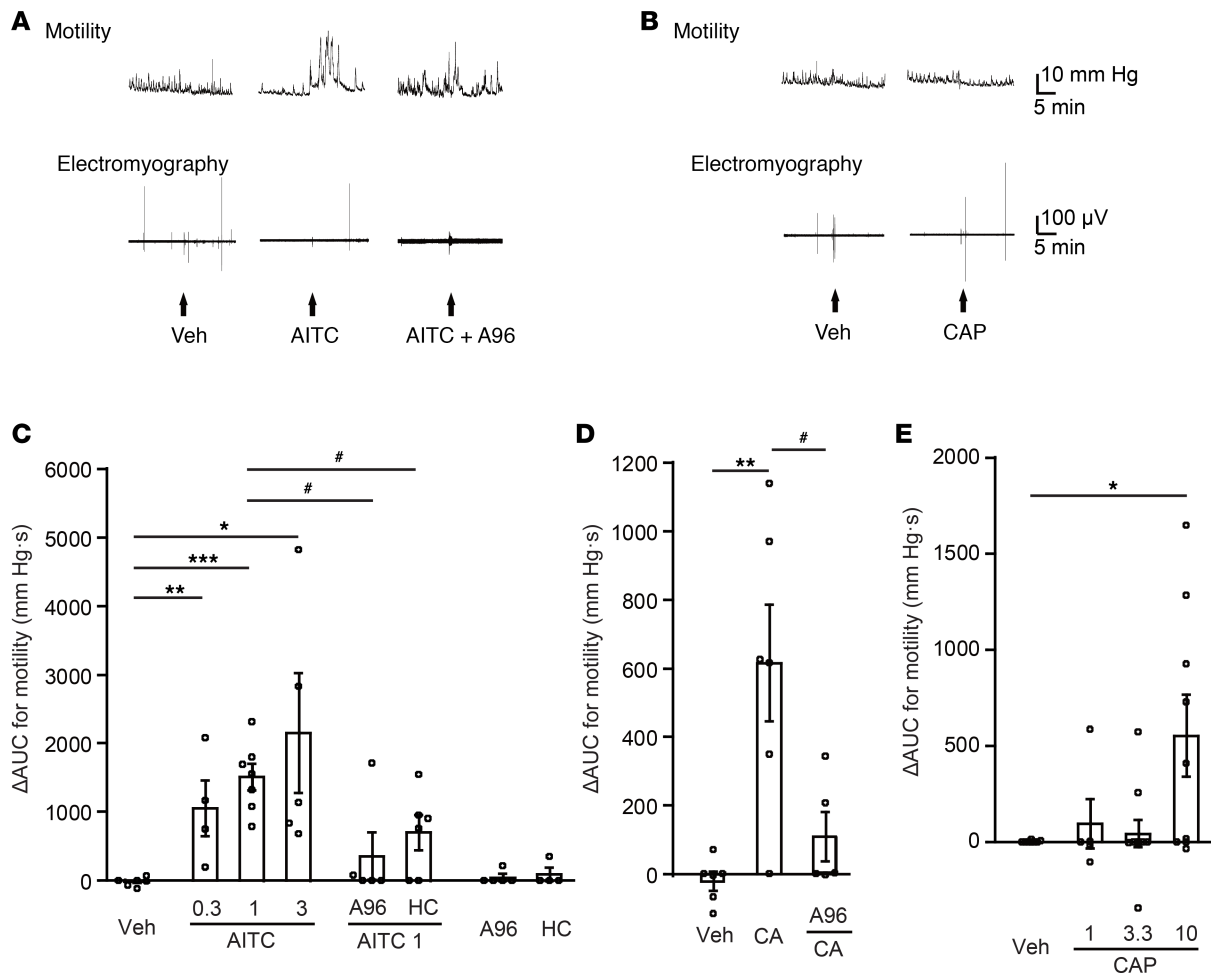 A
Motility
Electromyography
Veh
AITC
AITC + A96
B
Motility
10 mm Hg
5 min
Electromyography
100 µV
5 min
Veh
CAP
C
ΔAUC for motility (mm Hg·s)
6000
5000
4000
3000
2000
1000
0
#
#
*
***
**
Veh
0.3 1 3
AITC
A96 HC
AITC 1
A96
HC
D
ΔAUC for motility (mm Hg·s)
1200
1000
800
600
400
200
0
**
#
Veh
CA
A96
CA
E
ΔAUC for motility (mm Hg·s)
2000
1500
1000
500
0
*
Veh
1 3.3 10
CAP